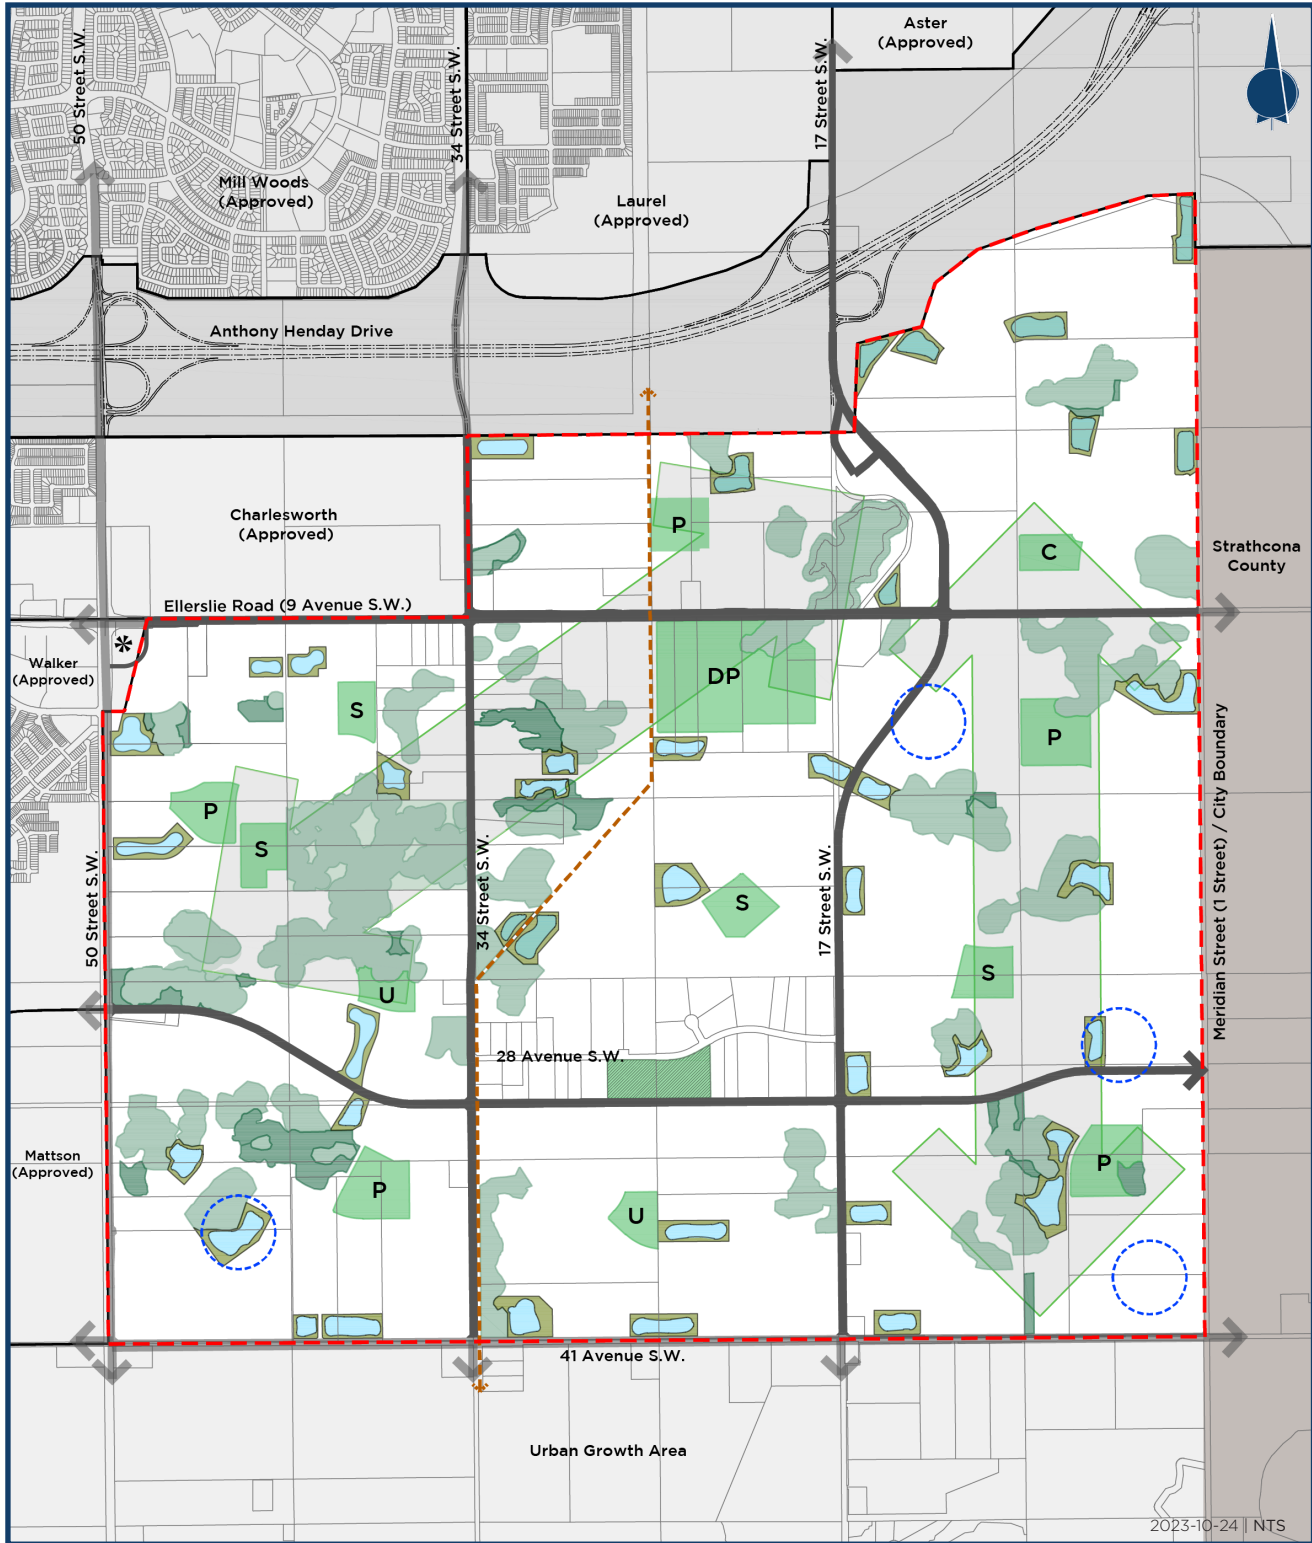 Aster
(Approved)
50 Street S.W.
34 Street S.W.
17 Street S.W.
Mill Woods
(Approved)
Laurel
(Approved)
Anthony Henday Drive
Charlesworth
(Approved)
P
C
Strathcona
County
Ellerslie Road (9 Avenue S.W.)
*
Walker
(Approved)
DP
S
P
P
S
S
S
U
50 Street S.W.
34 Street S.W.
17 Street S.W.
Meridian Street (1 Street) / City Boundary
28 Avenue S.W.
Mattson
(Approved)
P
P
U
41 Avenue S.W.
Urban Growth Area
2023-10-24 | NTS